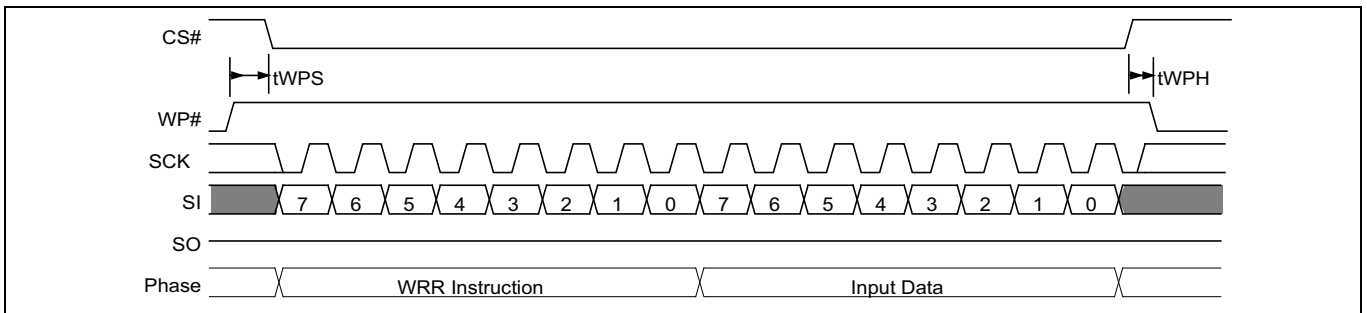 CS#
tWPS tWPH
WP#
SCK
SI 7 6 5 4 3 2 1 0 7 6 5 4 3 2 1 0
SO
Phase WRR Instruction Input Data